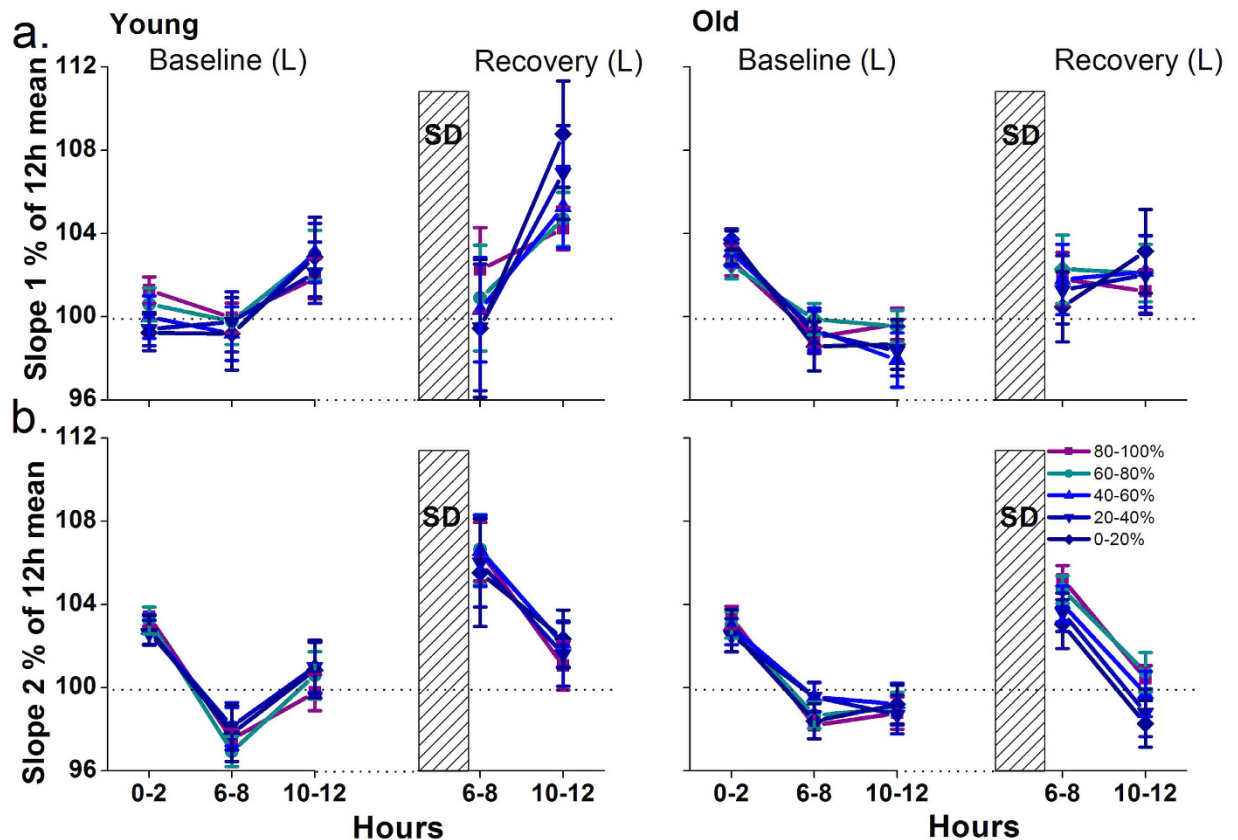 a.
Young
Old
Baseline (L)
Recovery (L)
Baseline (L)
Recovery (L)
Slope 1 % of 12h mean
112
108
104
100
96
SD
SD
b.
Slope 2 % of 12h mean
112
108
104
100
96
SD
SD
80-100%
60-80%
40-60%
20-40%
0-20%
0-2
6-8
10-12
6-8
10-12
0-2
6-8
10-12
6-8
10-12
Hours
Hours